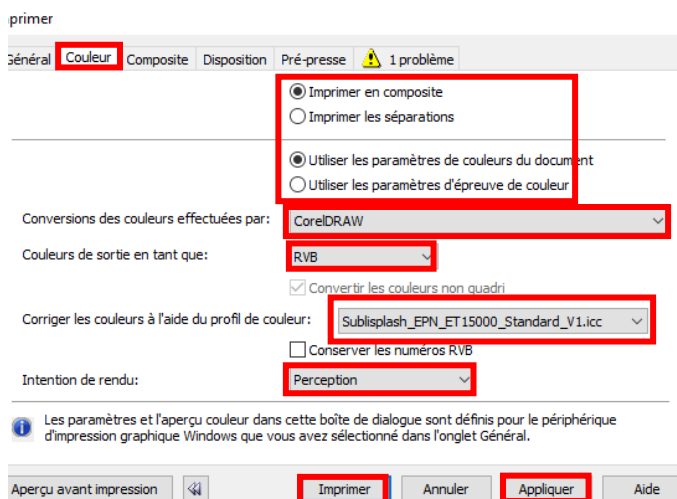 mprimer
Général Couleur Composite Disposition Pré-presse 1 problème
Imprimer en composite
Imprimer les séparations
Utiliser les paramètres de couleurs du document
Utiliser les paramètres d'épreuve de couleur
Conversions des couleurs effectuées par: CorelDRAW
Couleurs de sortie en tant que: RVB
Convertir les couleurs non quadri
Corriger les couleurs à l'aide du profil de couleur: Sublisplash_EPN_ET15000_Standard_V1.icc
Conserver les numéros RVB
Intention de rendu: Perception
Les paramètres et l'aperçu couleur dans cette boîte de dialogue sont définis pour le périphérique
d'impression graphique Windows que vous avez sélectionné dans l'onglet Général.
Aperçu avant impression Imprimer Annuler Appliquer Aide